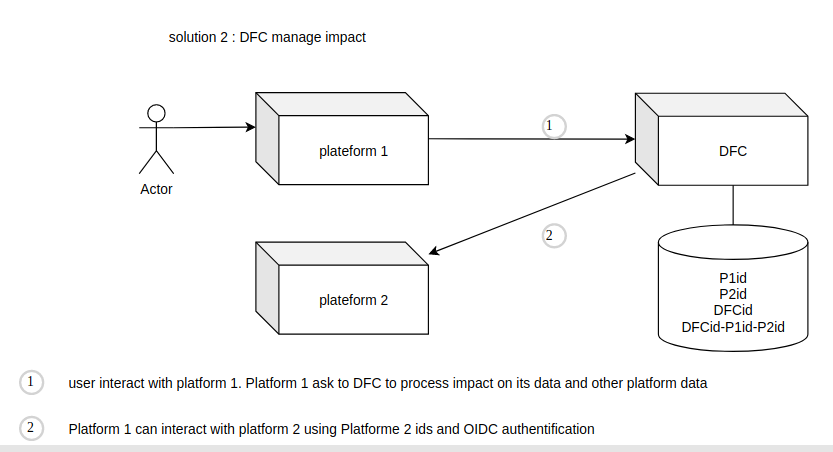 solution 2 : DFC manage impact
1
plateform 1
DFC
Actor
2
plateform 2
P1id
P2id
DFCid
DFCid-P1id-P2id
1 user interact with platform 1. Platform 1 ask to DFC to process impact on its data and other platform data
2 Platform 1 can interact with platform 2 using Platforme 2 ids and OIDC authentification